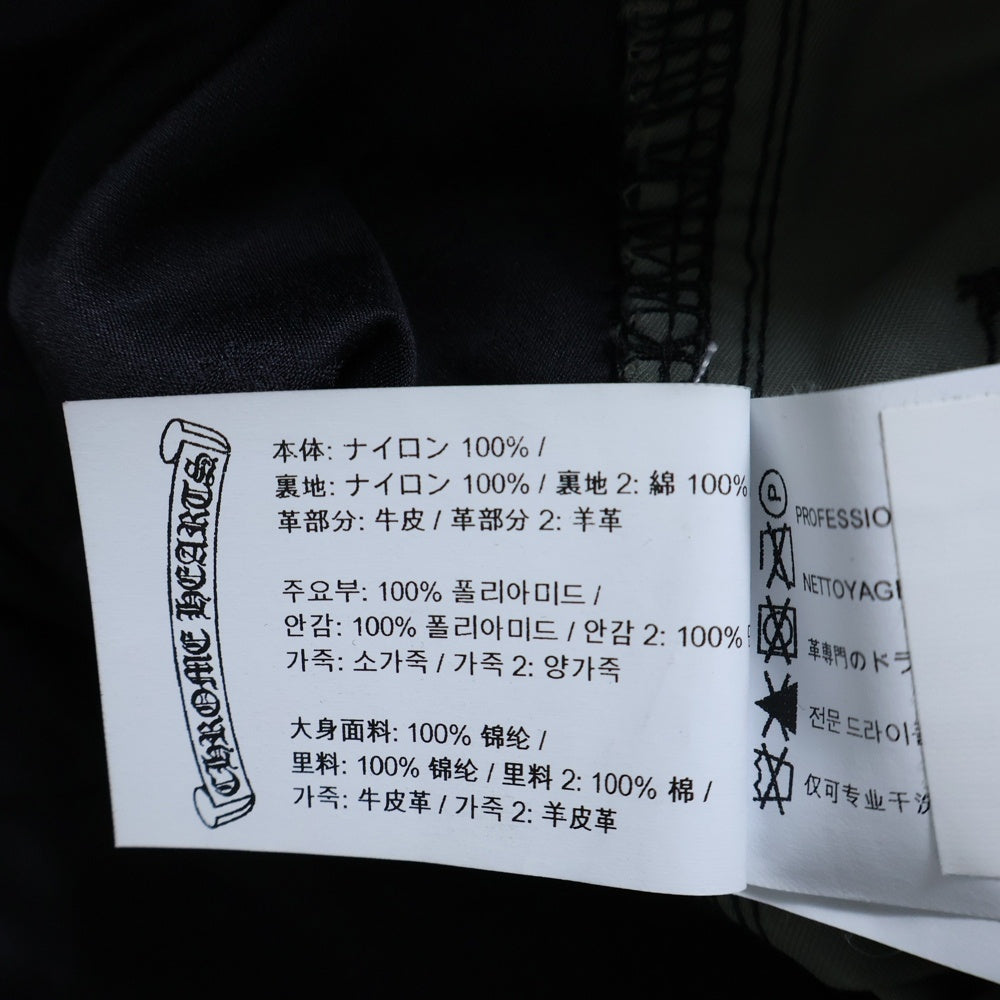 CHROME HEARTS
本体: ナイロン 100% /
裏地: ナイロン 100% / 裏地 2: 綿 100%
革部分: 牛皮 / 革部分 2: 羊革
주요부: 100% 폴리아미드 /
안감: 100% 폴리아미드 / 안감 2: 100%
가죽: 소가죽 / 가죽 2: 양가죽
大身面料: 100% 锦纶 /
里料: 100% 锦纶 / 里料 2: 100% 棉 /
가죽: 牛皮革 / 가죽 2: 羊皮革
P
PROFESSIO
NETTOYAG
革専門のドラ
전문 드라이
仅可专业干洗